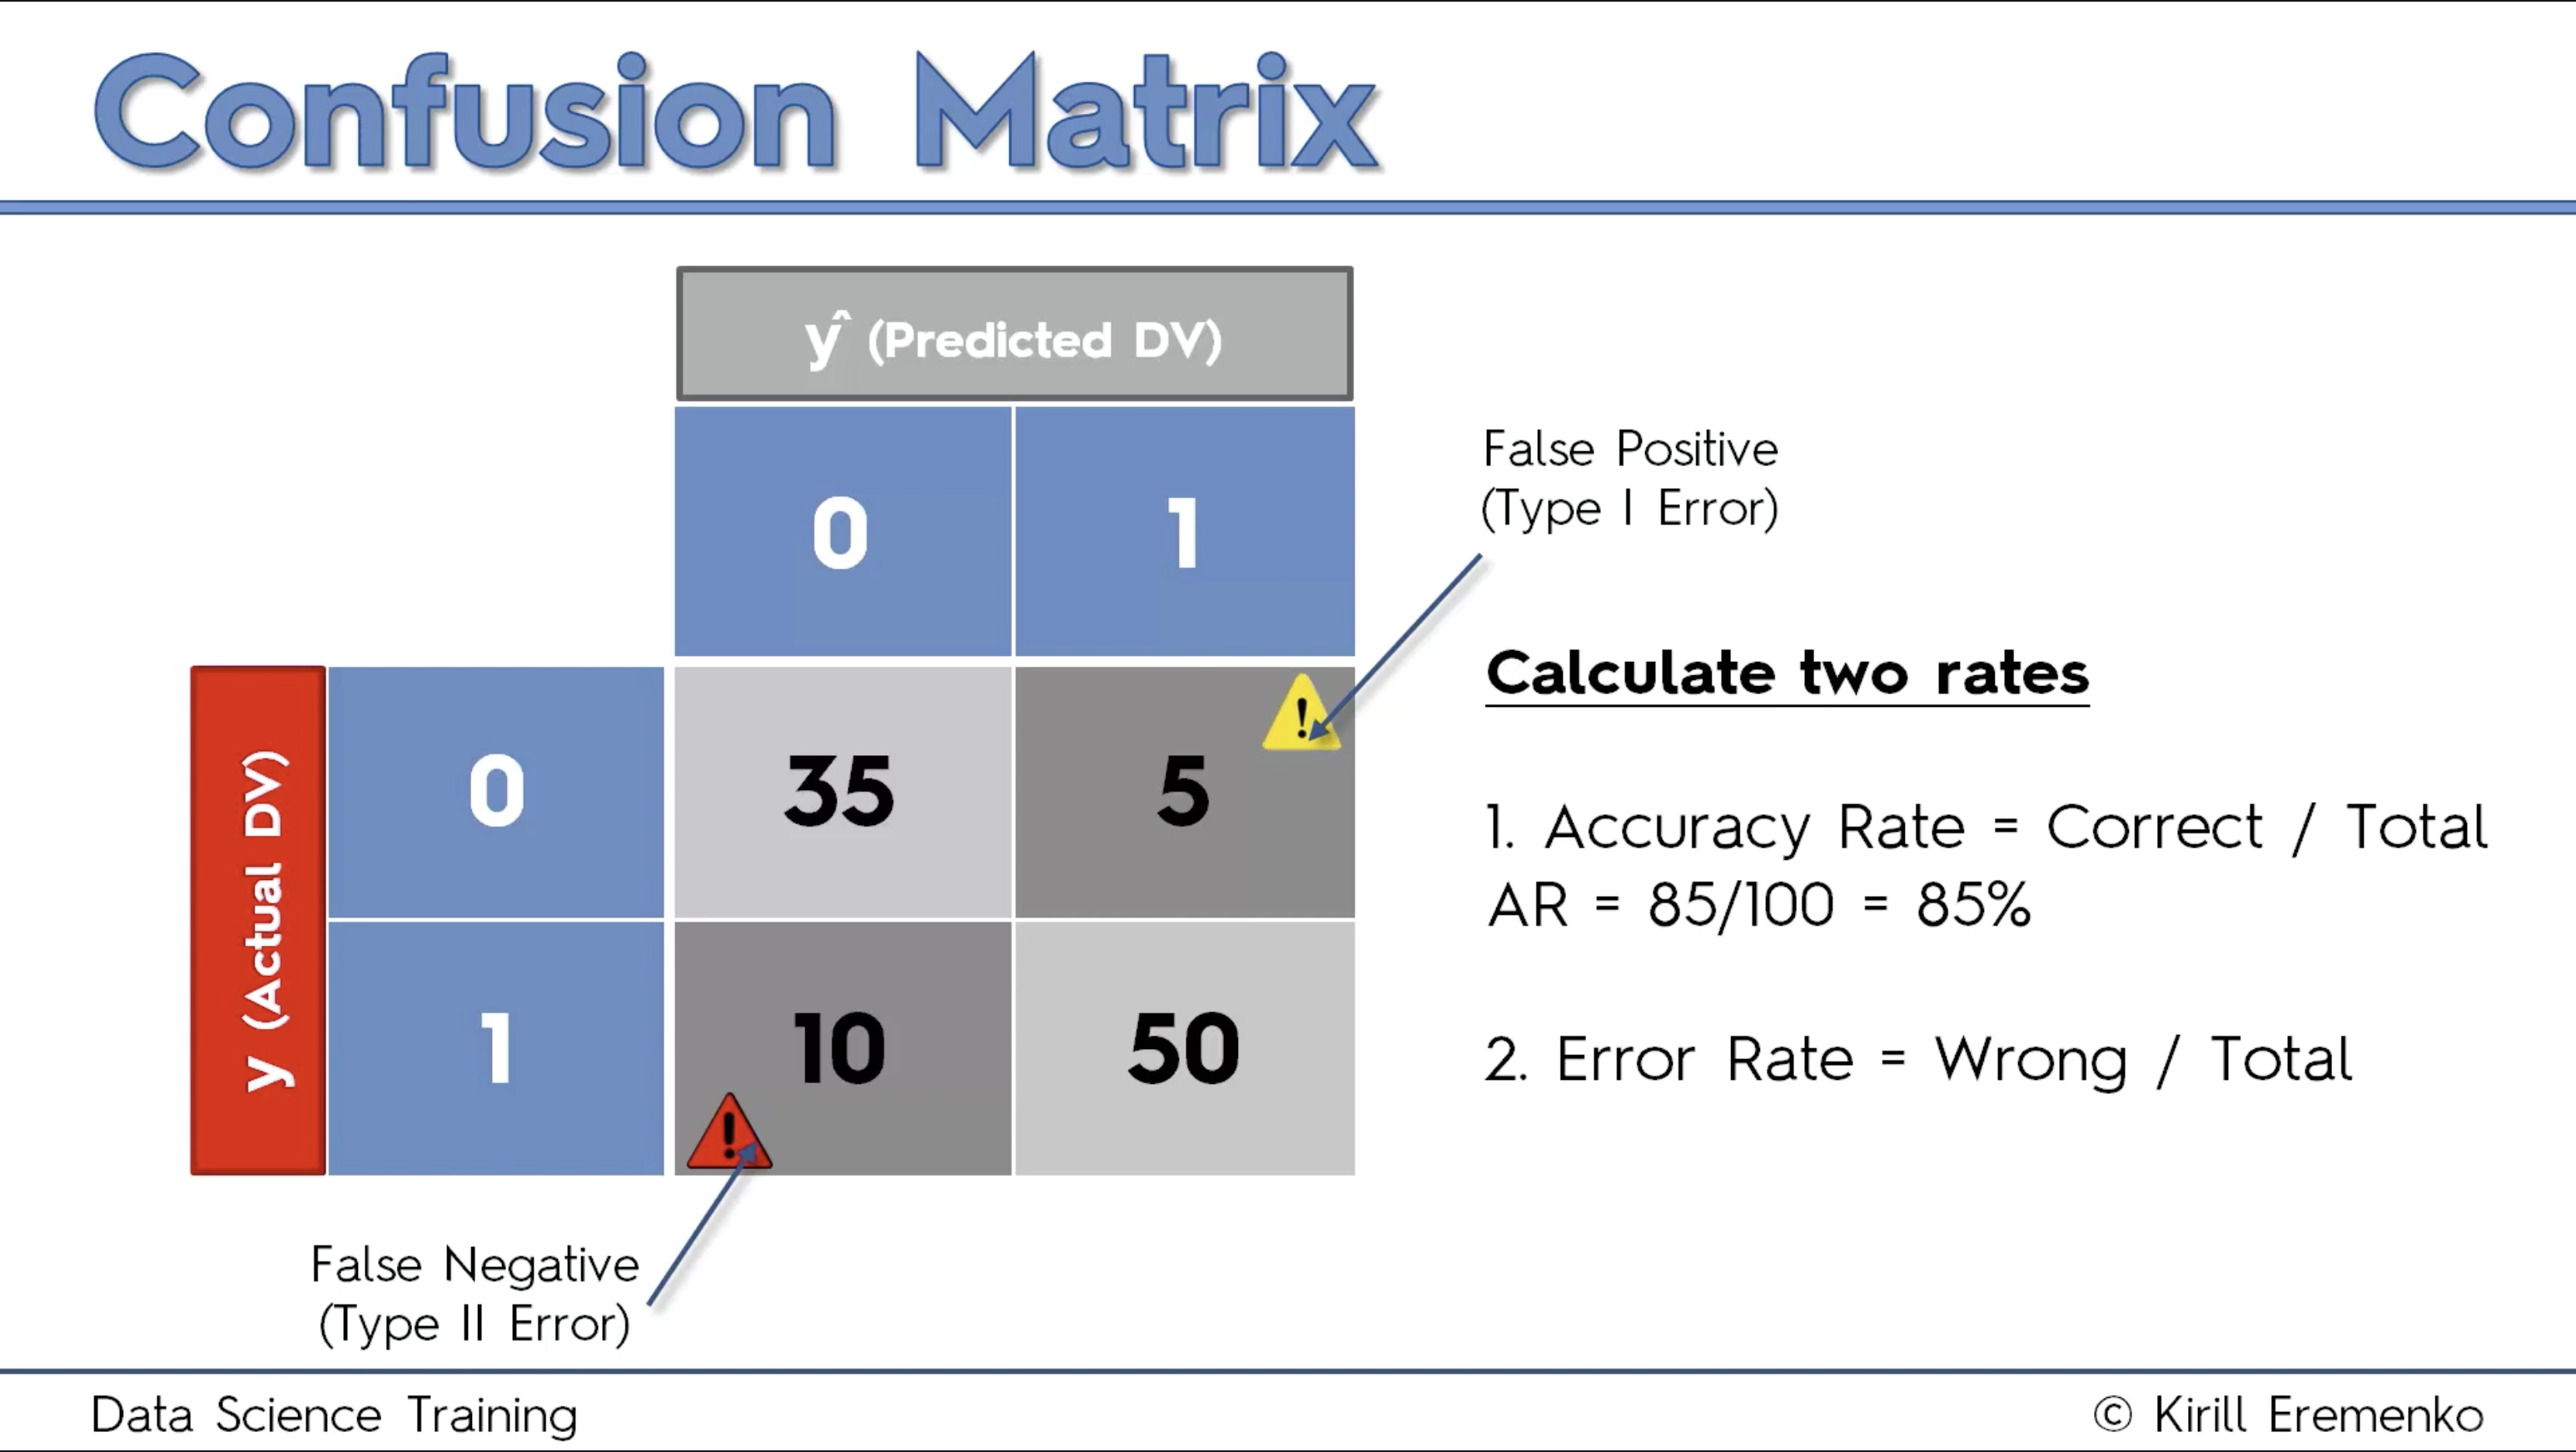 Confusion Matrix
ŷ (Predicted DV)
0 1
False Positive
(Type I Error)
y (Actual DV)
0 35 5
1 10 50
Calculate two rates
1. Accuracy Rate = Correct / Total
AR = 85/100 = 85%
2. Error Rate = Wrong / Total
False Negative
(Type II Error)
Data Science Training
© Kirill Eremenko